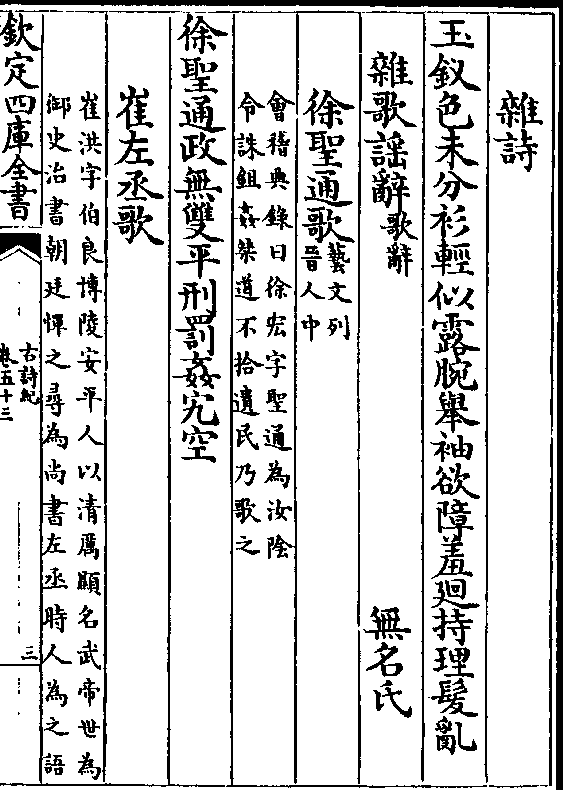 雜詩
玉釵色未分衫輕似露腕舉袖欲障羞廻持理髮亂
雜歌謡辭歌辭　無名氏
徐聖通歌藝文列晉人中
會稽典錄曰徐宏字聖通為汝隂
令誅鉏姦桀道不拾遺民乃歌之
徐聖通政無雙平刑罰姦宄空
崔左丞歌
崔洪字伯良博陵安平人以清厲顯名武帝世為
御史治書朝廷憚之尋為尚書左丞時人為之語
欽定四庫全書
古詩紀
卷五十三
三